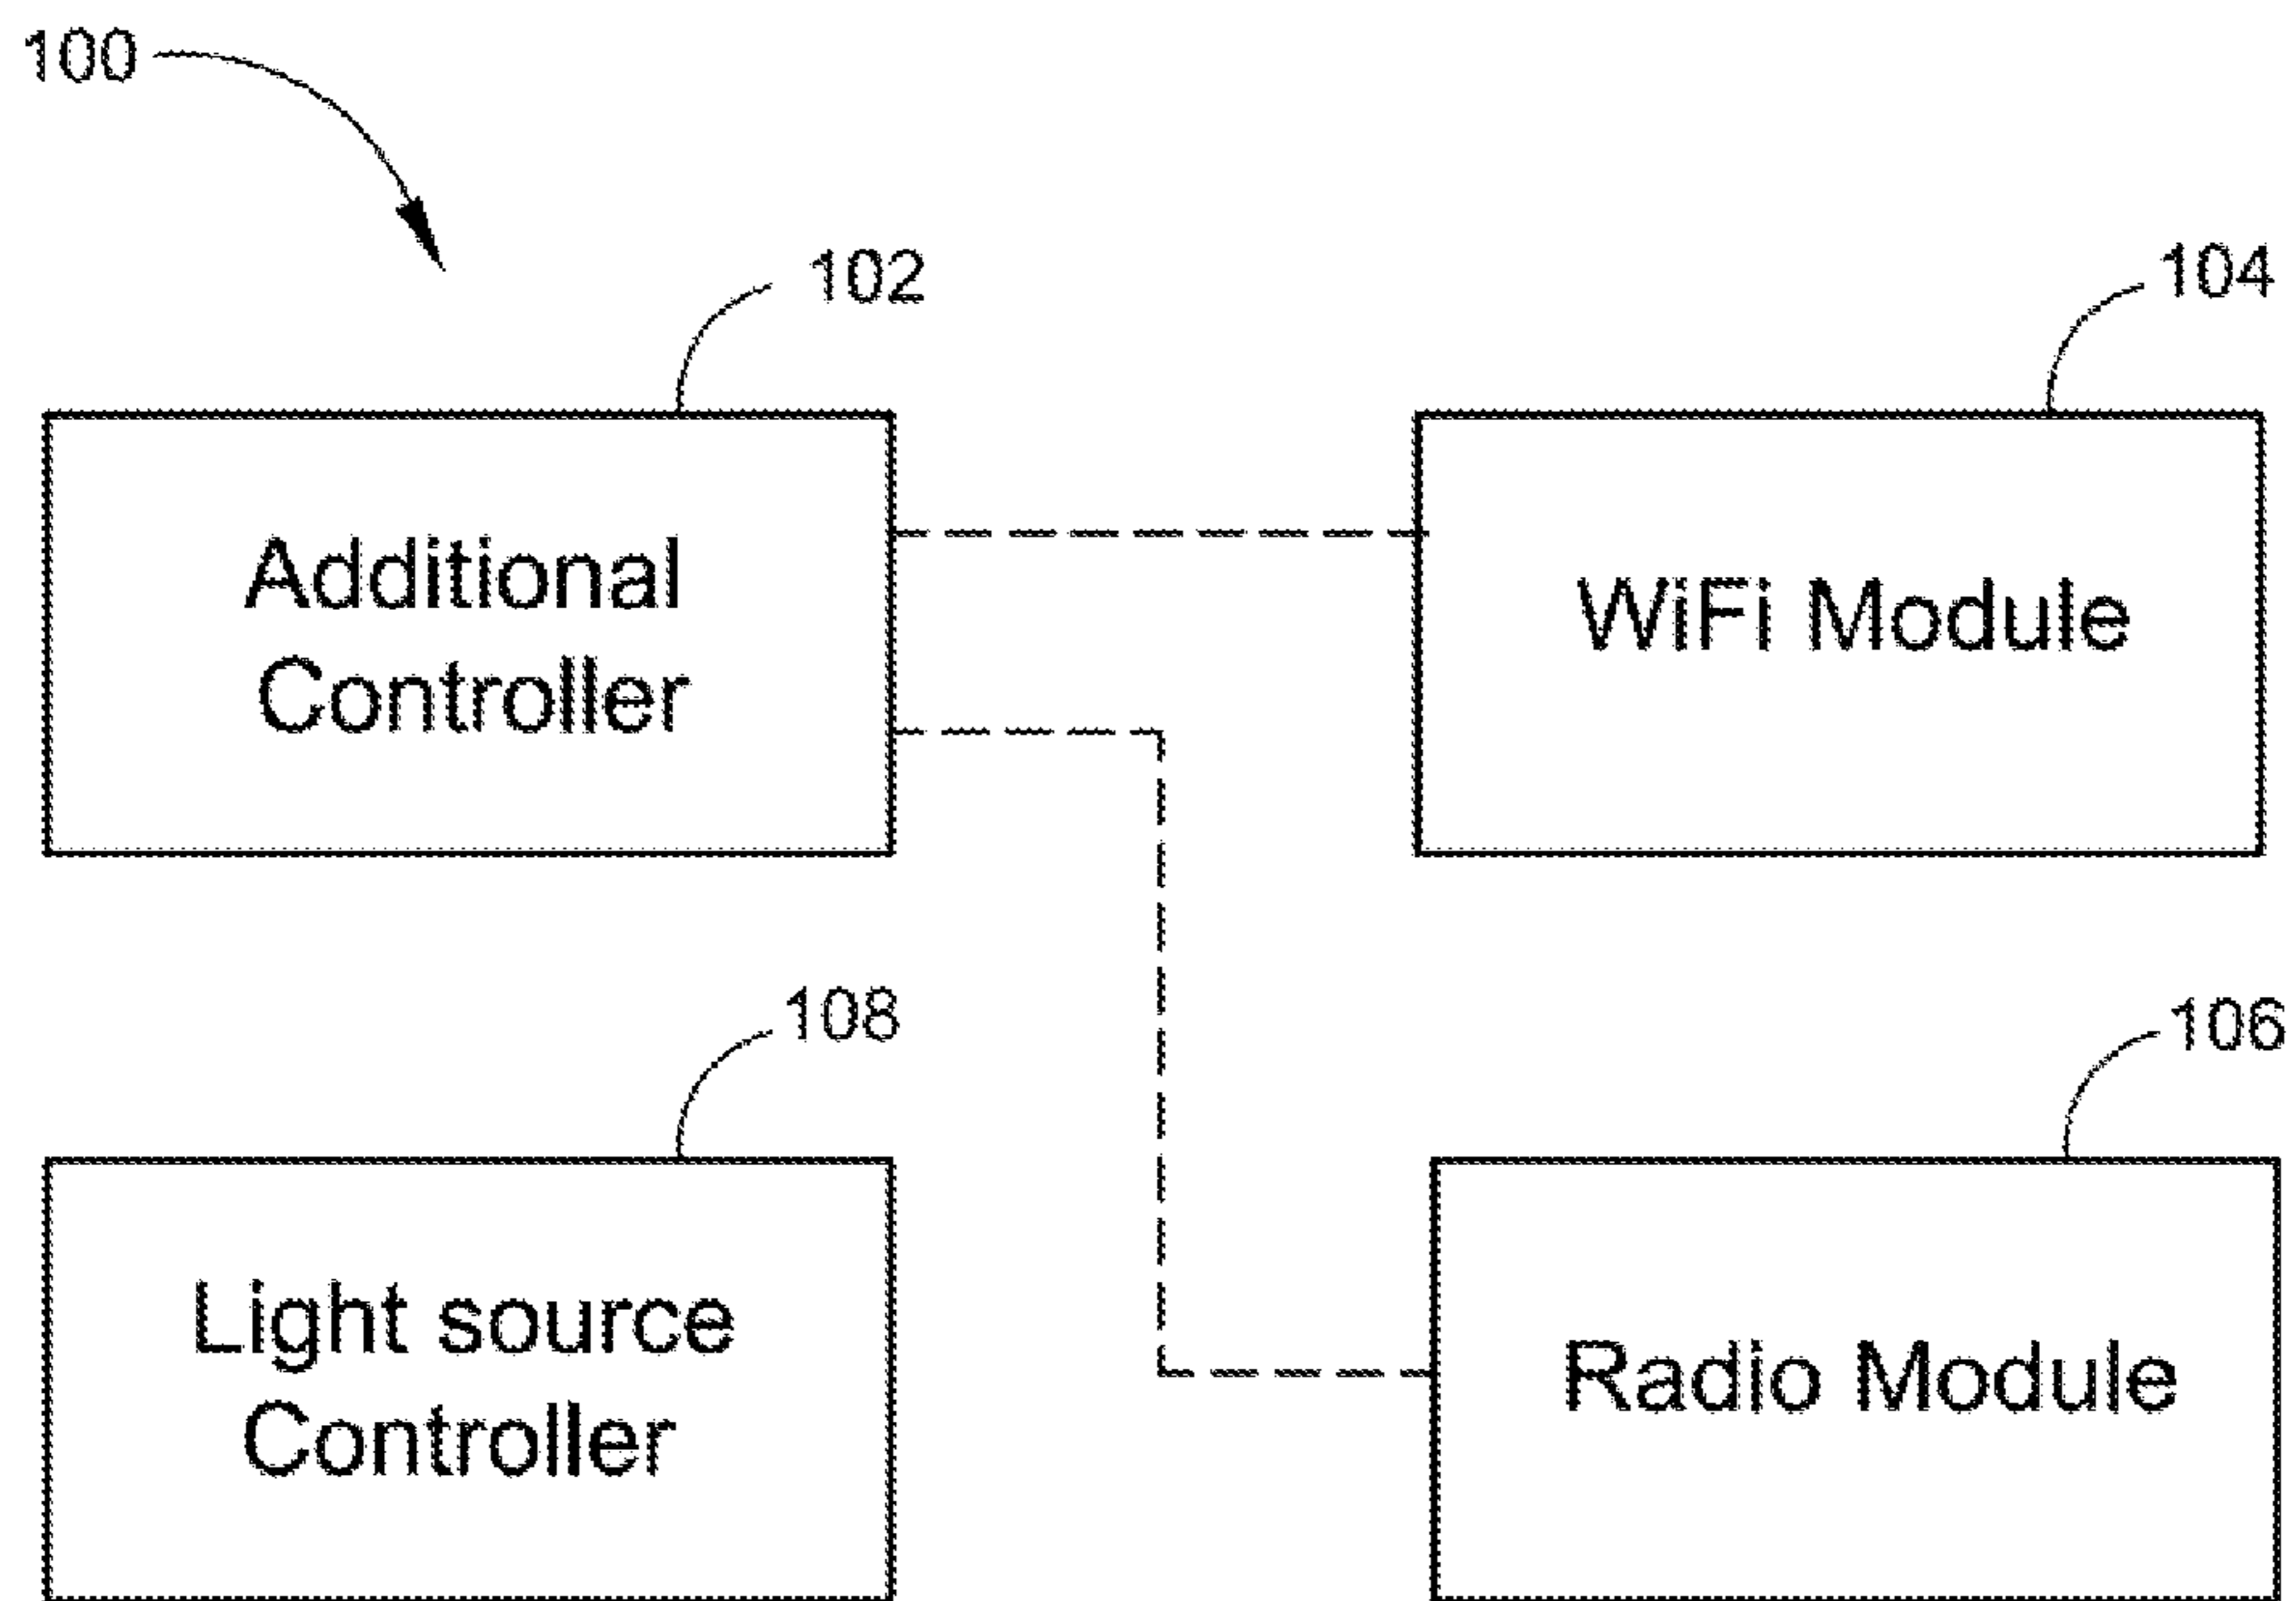 100
102
104
Additional
Controller
WiFi Module
108
106
Light source
Controller
Radio Module